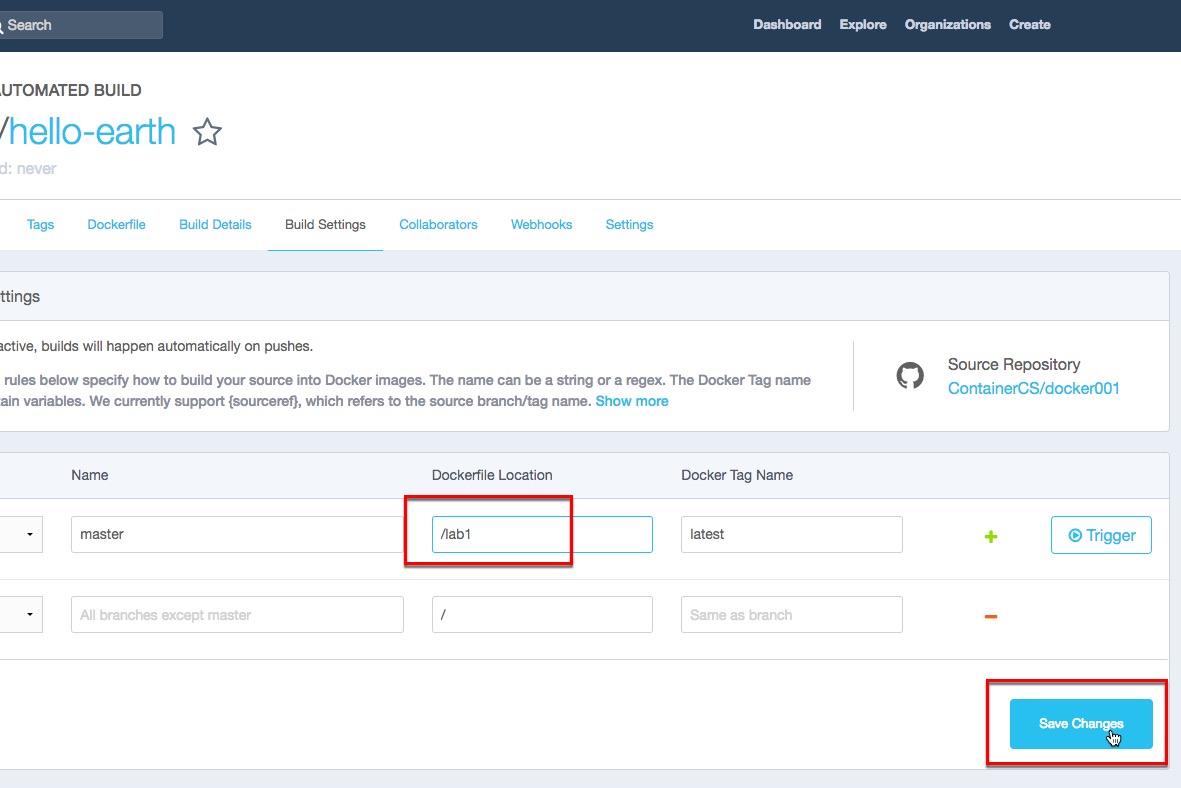 Search
Dashboard Explore Organizations Create
UTOMATED BUILD
/hello-earth
d: never
Tags Dockerfile Build Details Build Settings Collaborators Webhooks Settings
ttings
active, builds will happen automatically on pushes.
rules below specify how to build your source into Docker images. The name can be a string or a regex. The Docker Tag name
tain variables. We currently support {sourceref}, which refers to the source branch/tag name. Show more
Source Repository
ContainerCS/docker001
Name Dockerfile Location Docker Tag Name
master /lab1 latest Trigger
All branches except master / Same as branch
Save Changes